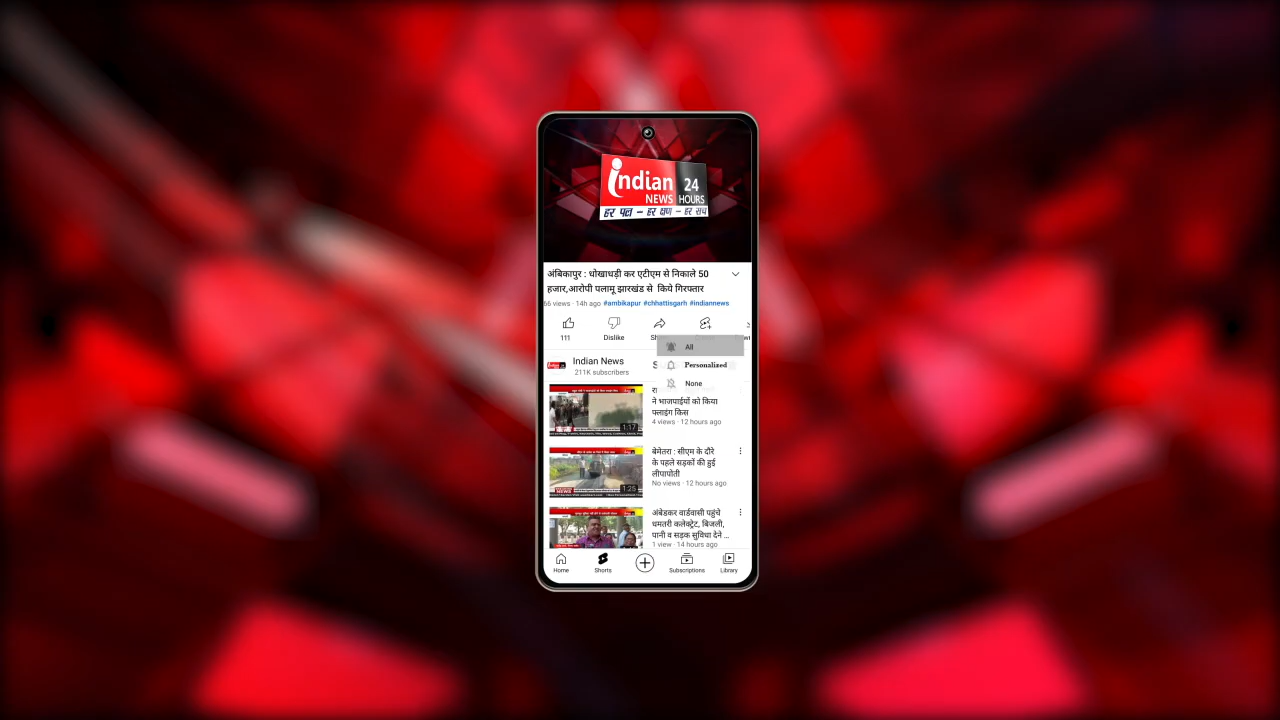 indian
24
NEWS
HOURS
हर पल – हर क्षण – हर सच
अंबिकापुर : धोखाधड़ी कर एटीएम से निकाले 50
हजार,आरोपी पलामू झारखंड से किये गिरफ्तार
66 views · 14h ago #ambikapur #chhattisgarh #indiannews
111
Dislike
All
Indian News
211K subscribers
Personalized
None
ने भाजपाईयों को किया
फ्लाइंग किस
4 views · 12 hours ago
1:17
बेमेतरा : सीएम के दौरे
के पहले सड़कों की हुई
लीपापोती
No views · 12 hours ago
1:25
NEWS
अंबेडकर वार्डवासी पहुंचे
धमतरी कलेक्ट्रेट, बिजली,
पानी व सड़क सुविधा देने ...
1 view · 14 hours ago
Home
Shorts
Subscriptions
Library